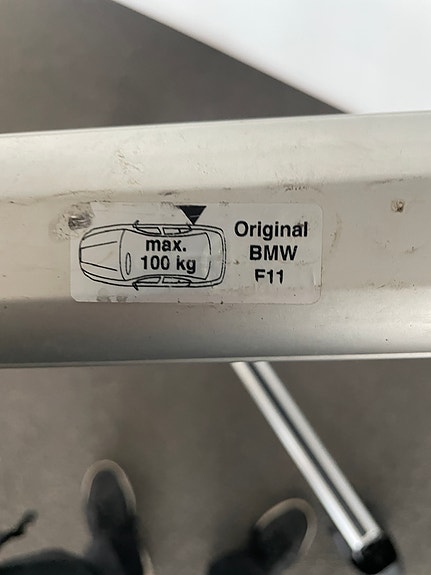 max.
100 kg
Original
BMW
F11